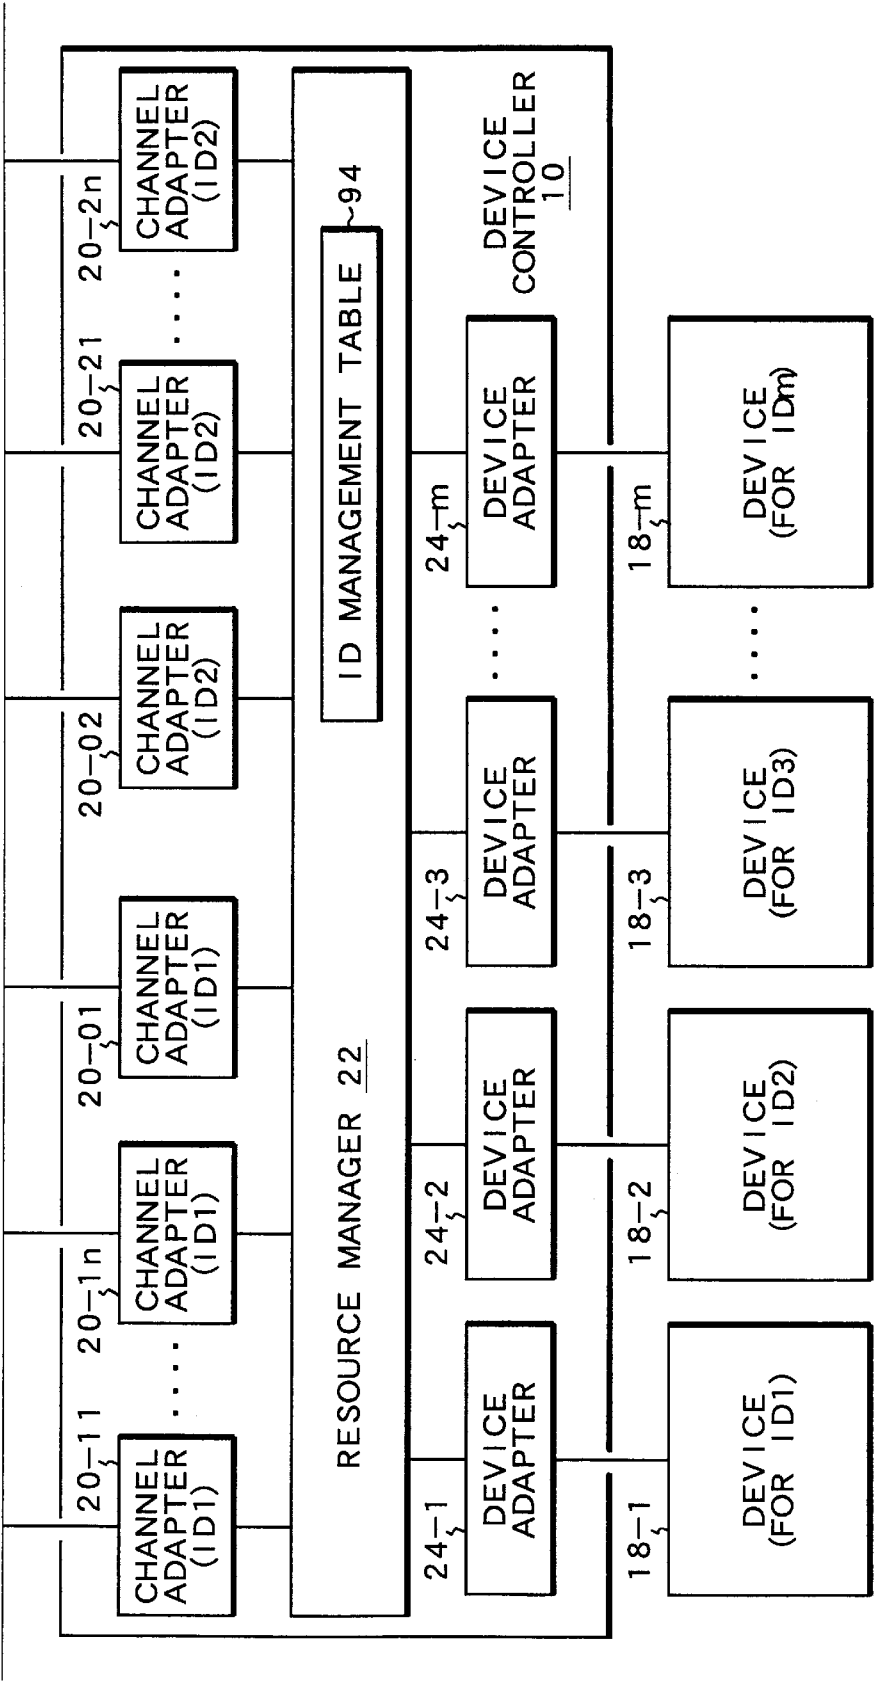 20-11
CHANNEL
ADAPTER
(ID1)
20-1n
CHANNEL
ADAPTER
(ID1)
20-01
CHANNEL
ADAPTER
(ID1)
20-02
CHANNEL
ADAPTER
(ID2)
20-21
CHANNEL
ADAPTER
(ID2)
20-2n
CHANNEL
ADAPTER
(ID2)
RESOURCE MANAGER 22
ID MANAGEMENT TABLE
94
24-1
DEVICE
ADAPTER
24-2
DEVICE
ADAPTER
24-3
DEVICE
ADAPTER
24-m
DEVICE
ADAPTER
DEVICE
CONTROLLER
10
18-1
DEVICE
(FOR ID1)
18-2
DEVICE
(FOR ID2)
18-3
DEVICE
(FOR ID3)
18-m
DEVICE
(FOR IDm)